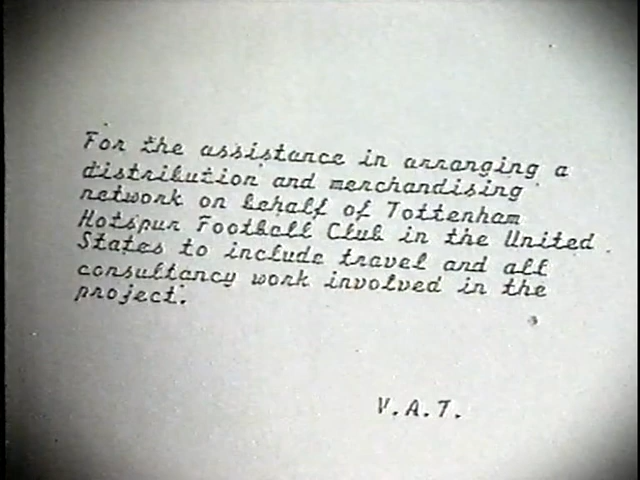 For the assistance in arranging a
distribution and merchandising
network on behalf of Tottenham
Hotspur Football Club in the United
States to include travel and all
consultancy work involved in the
project.
V.A.T.